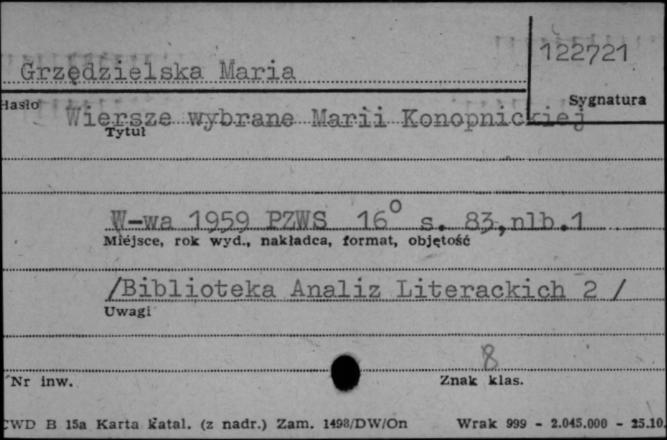 122721
Grzędzielska Maria
Hasło
Sygnatura
Wiersze wybrane Marii Konopnickiej
Tytuł
W-wa 1959 PZWS 16° s. 83, nlb.1
Miejsce, rok wyd., nakładca, format, objętość
/Biblioteka Analiz Literackich 2 /
Uwagi
8
Nr inw.
Znak klas.
CWD B 15a Karta katal. (z nadr.) Zam. 1498/DW/On Wrak 999 - 2.045.000 - 25.10.